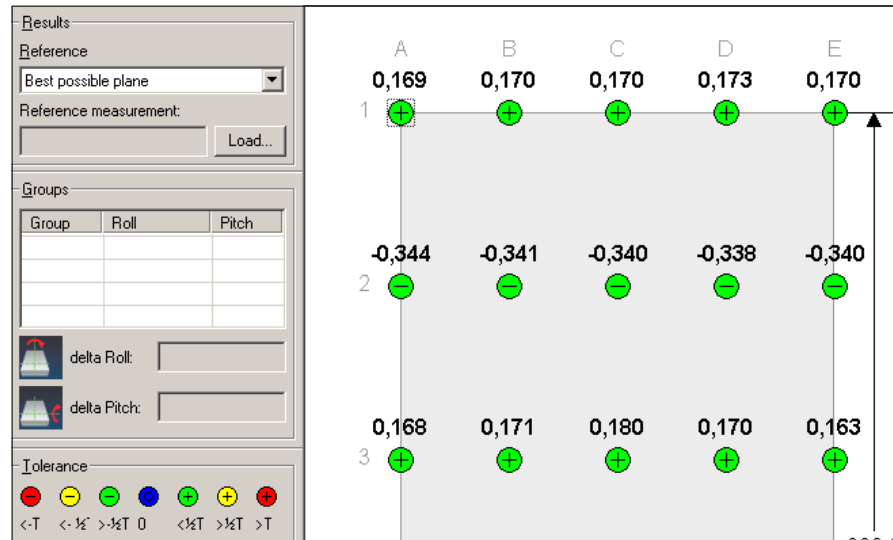 Results
Reference
Best possible plane
Reference measurement:
Load...
Groups
Group Roll Pitch
delta Roll:
delta Pitch:
Tolerance
<-T <-½T >-½T 0 <½T >½T >T
A B C D E
0,169 0,170 0,170 0,173 0,170
1
-0,344 -0,341 -0,340 -0,338 -0,340
2
0,168 0,171 0,180 0,170 0,163
3